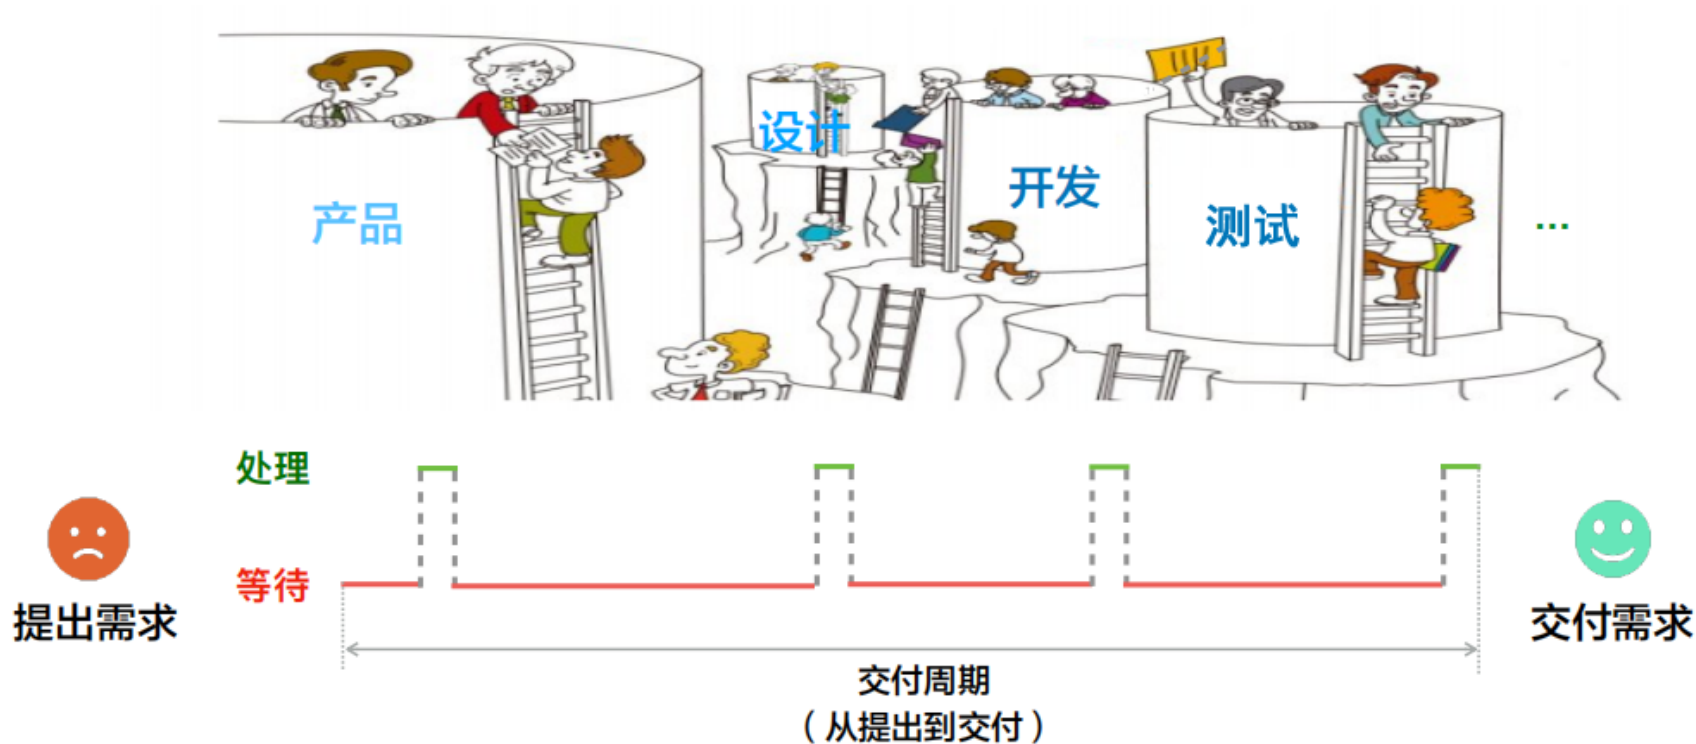 产品
设计
开发
测试
...
处理
等待
提出需求
交付需求
交付周期
（从提出到交付）